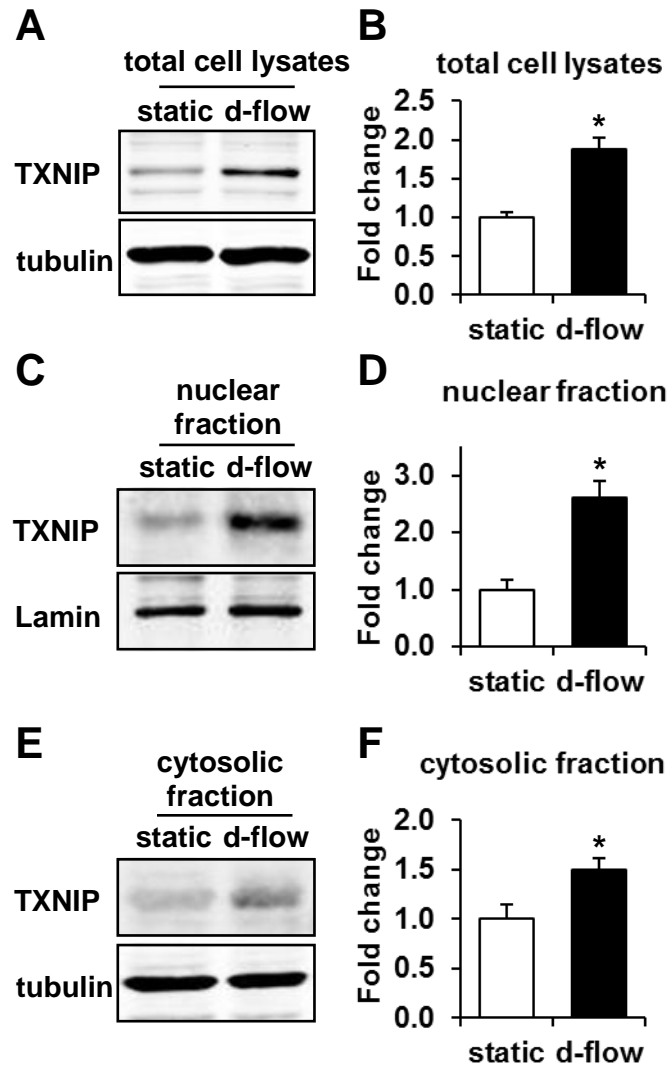 A
total cell lysates
static d-flow
TXNIP
tubulin
B
total cell lysates
Fold change
2.5
2.0
1.5
1.0
0.5
0.0
*
static d-flow
C
nuclear
fraction
static d-flow
TXNIP
Lamin
D
nuclear fraction
Fold change
3.0
2.0
1.0
0.0
*
static d-flow
E
cytosolic
fraction
static d-flow
TXNIP
tubulin
F
cytosolic fraction
Fold change
2.0
1.5
1.0
0.5
0.0
*
static d-flow